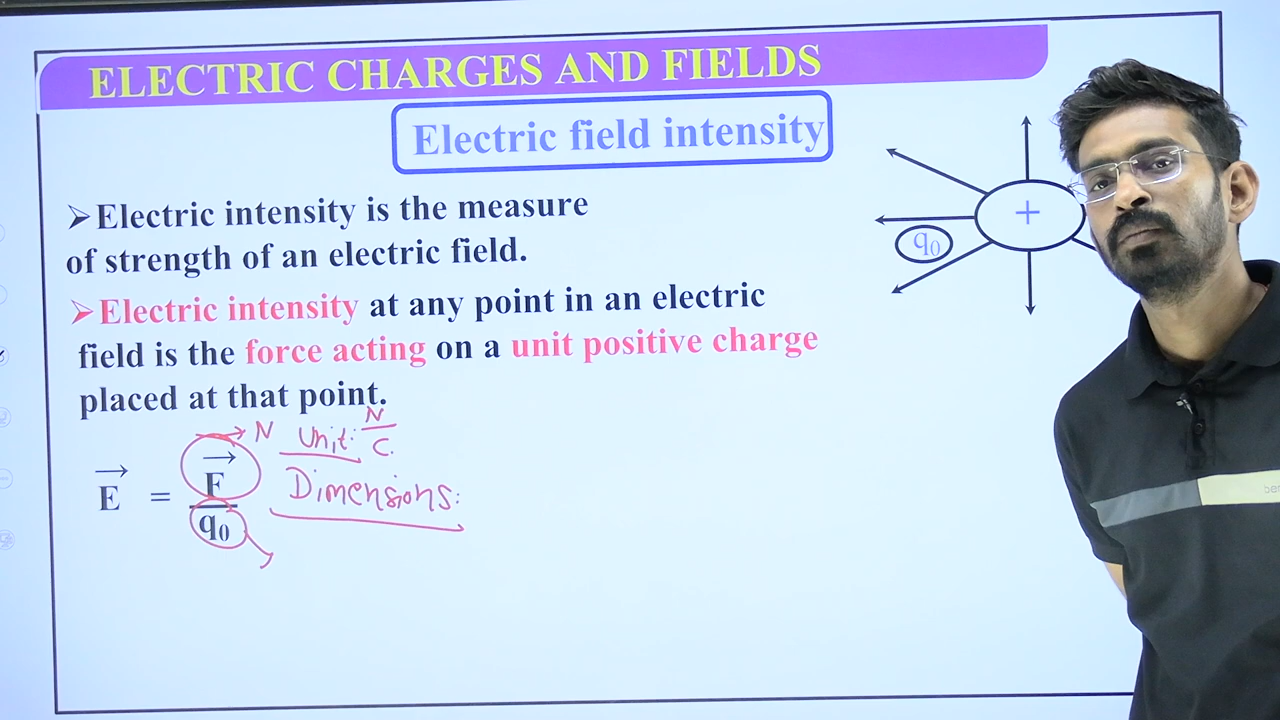 ELECTRIC CHARGES AND FIELDS
Electric field intensity
➢Electric intensity is the measure
of strength of an electric field.
➢Electric intensity at any point in an electric
field is the force acting on a unit positive charge
placed at that point.
E = F / q₀
→ N
Unit: N / C.
Dimensions:
+
q₀